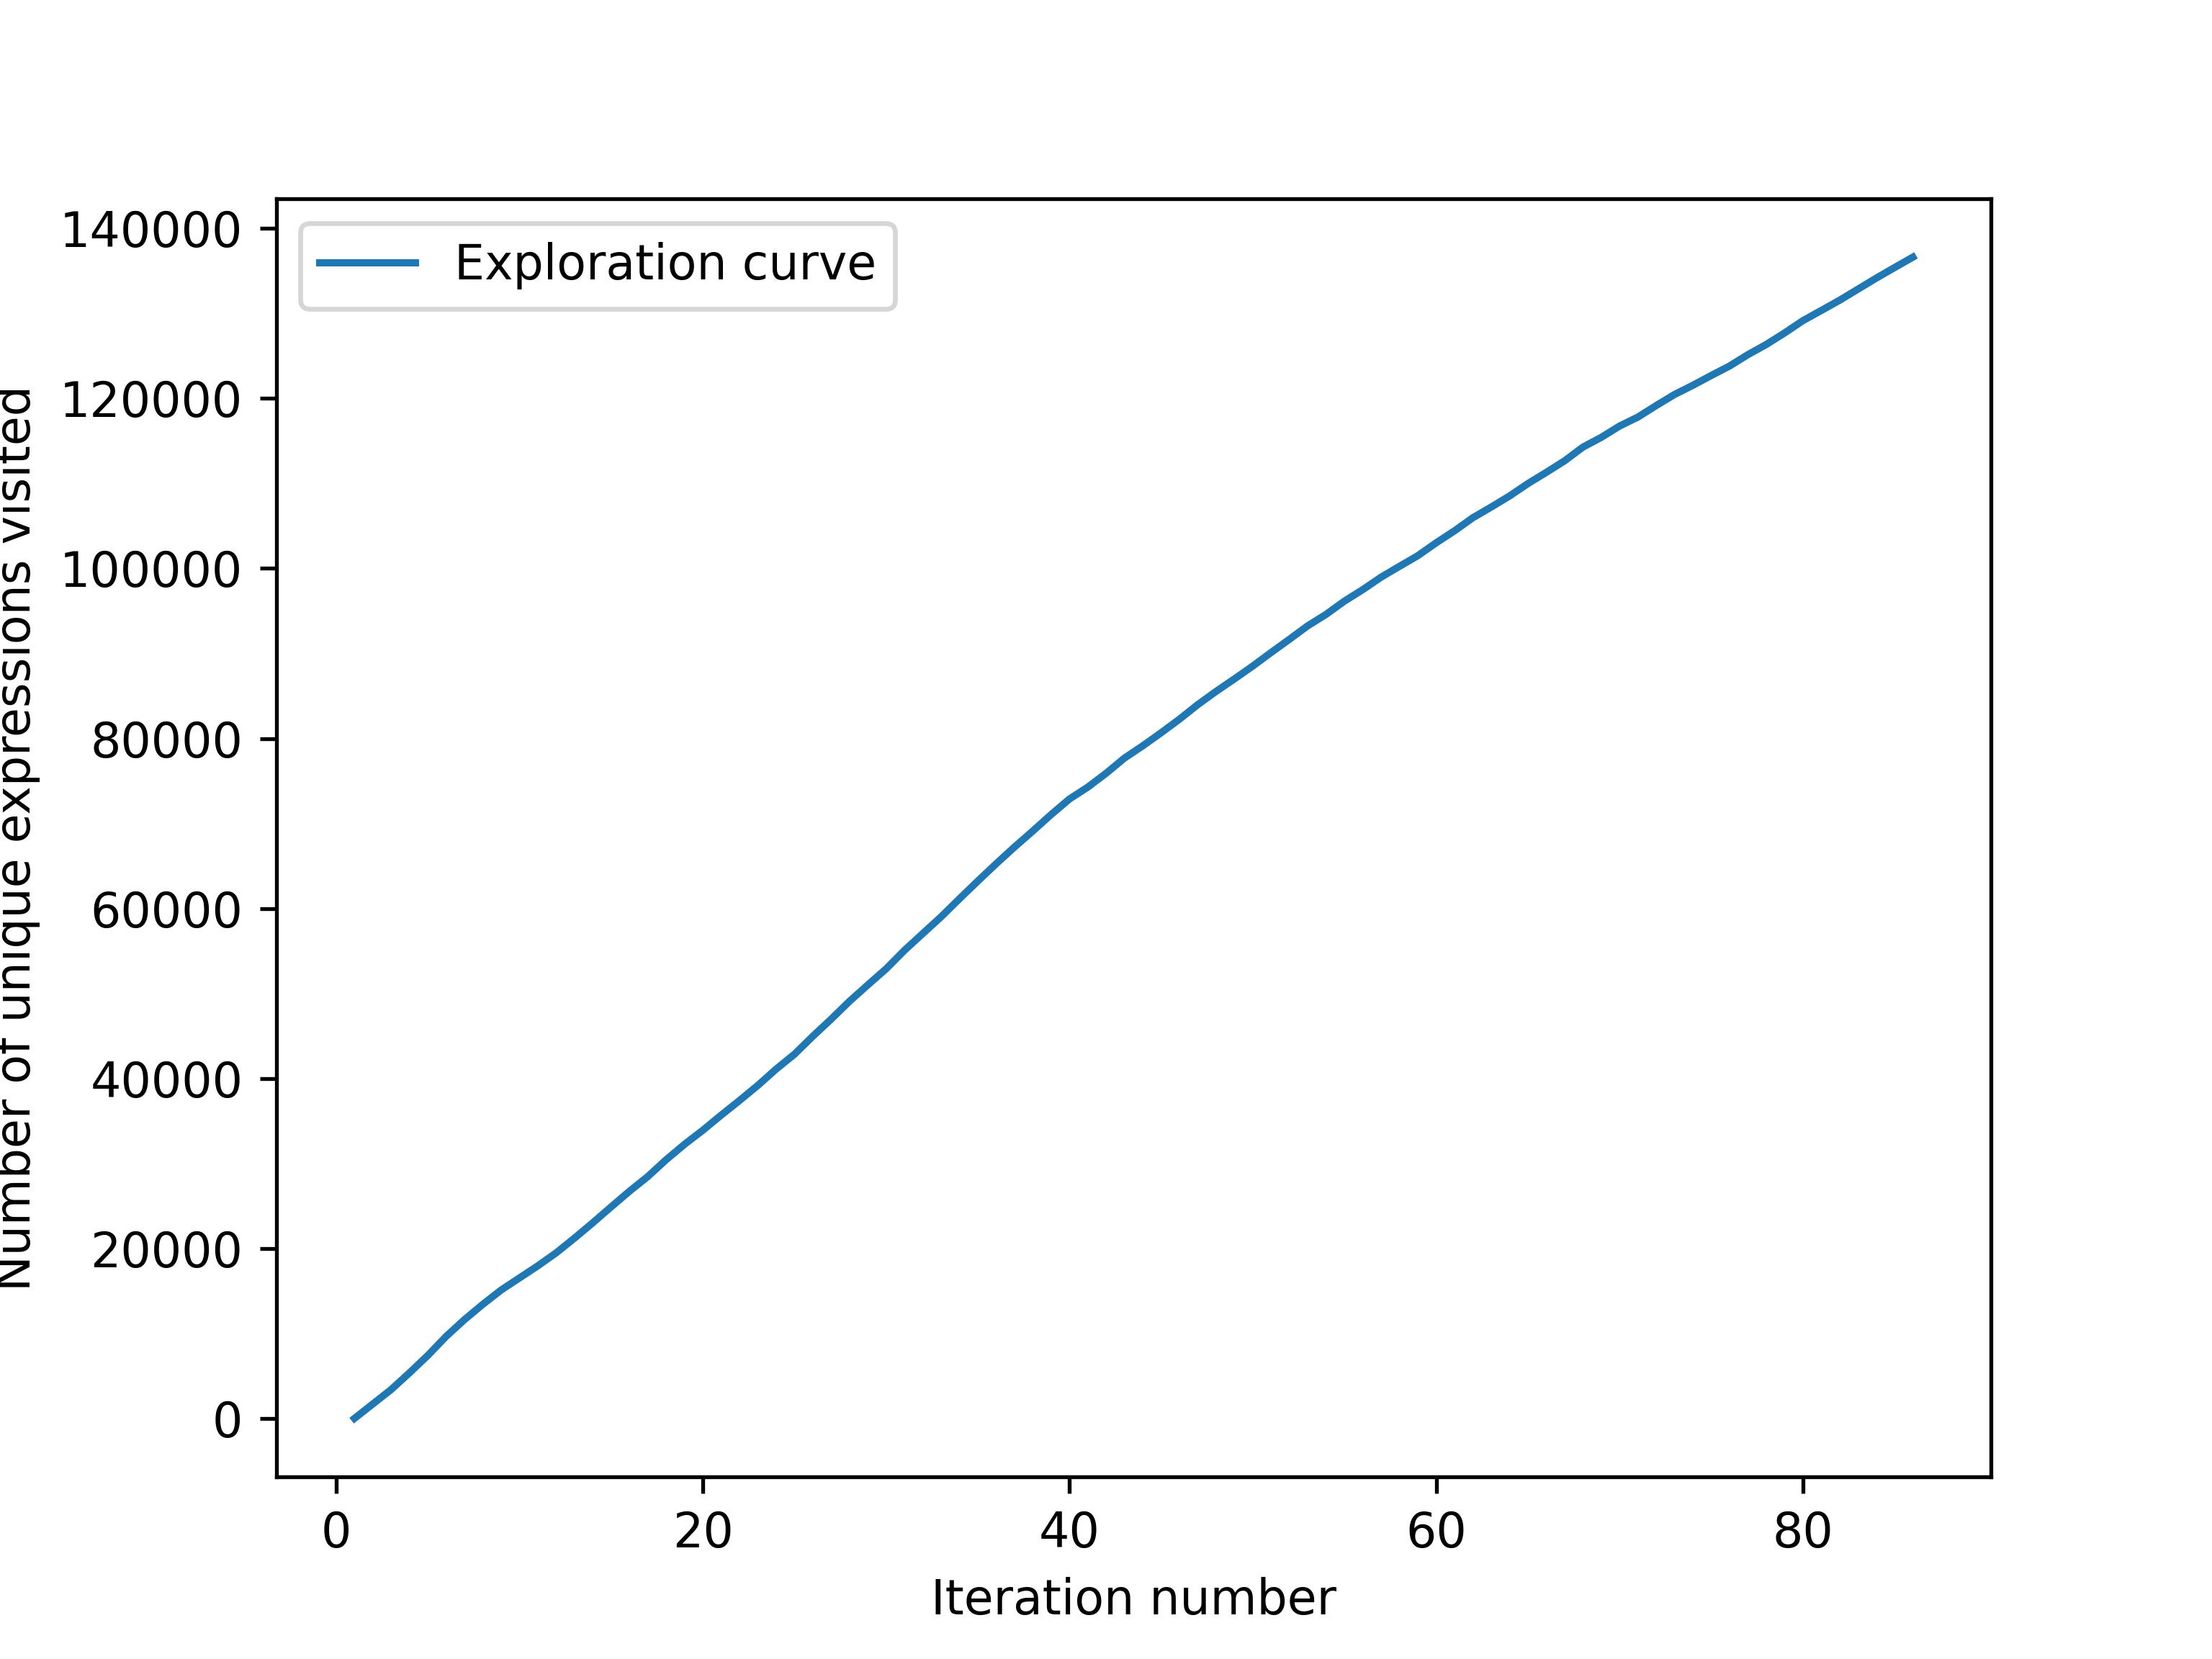 Exploration curve
140000
120000
100000
80000
60000
40000
20000
0
Number of unique expressions visited
0 20 40 60 80
Iteration number